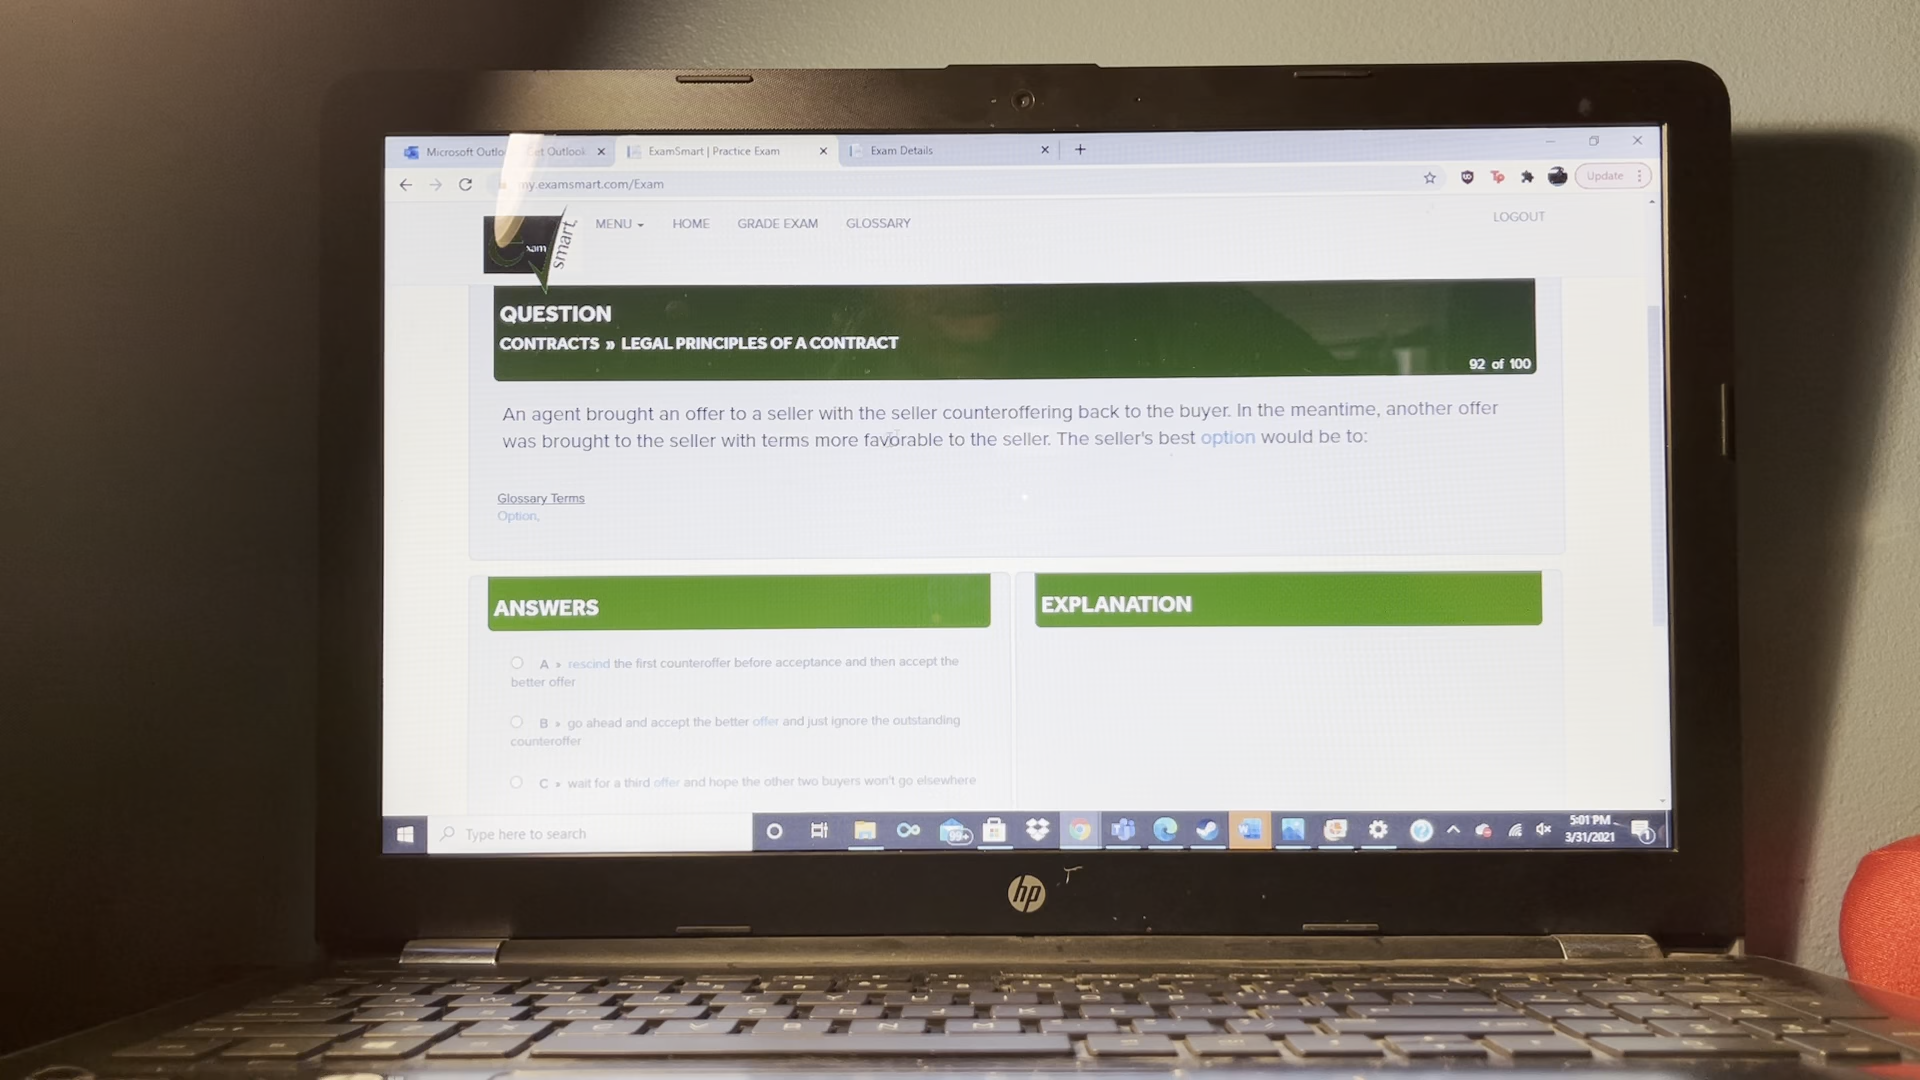 Microsoft Outlo
Get Outlook
ExamSmart | Practice Exam
Exam Details
my.examsmart.com/Exam
Update
xam
smart
MENU
HOME
GRADE EXAM
GLOSSARY
LOGOUT
QUESTION
CONTRACTS » LEGAL PRINCIPLES OF A CONTRACT
92 of 100
An agent brought an offer to a seller with the seller counteroffering back to the buyer. In the meantime, another offer
was brought to the seller with terms more favorable to the seller. The seller's best option would be to:
Glossary Terms
Option,
ANSWERS
EXPLANATION
A » rescind the first counteroffer before acceptance and then accept the
better offer
B » go ahead and accept the better offer and just ignore the outstanding
counteroffer
C » wait for a third offer and hope the other two buyers won't go elsewhere
Type here to search
99+
5:01 PM
3/31/2021
1
hp